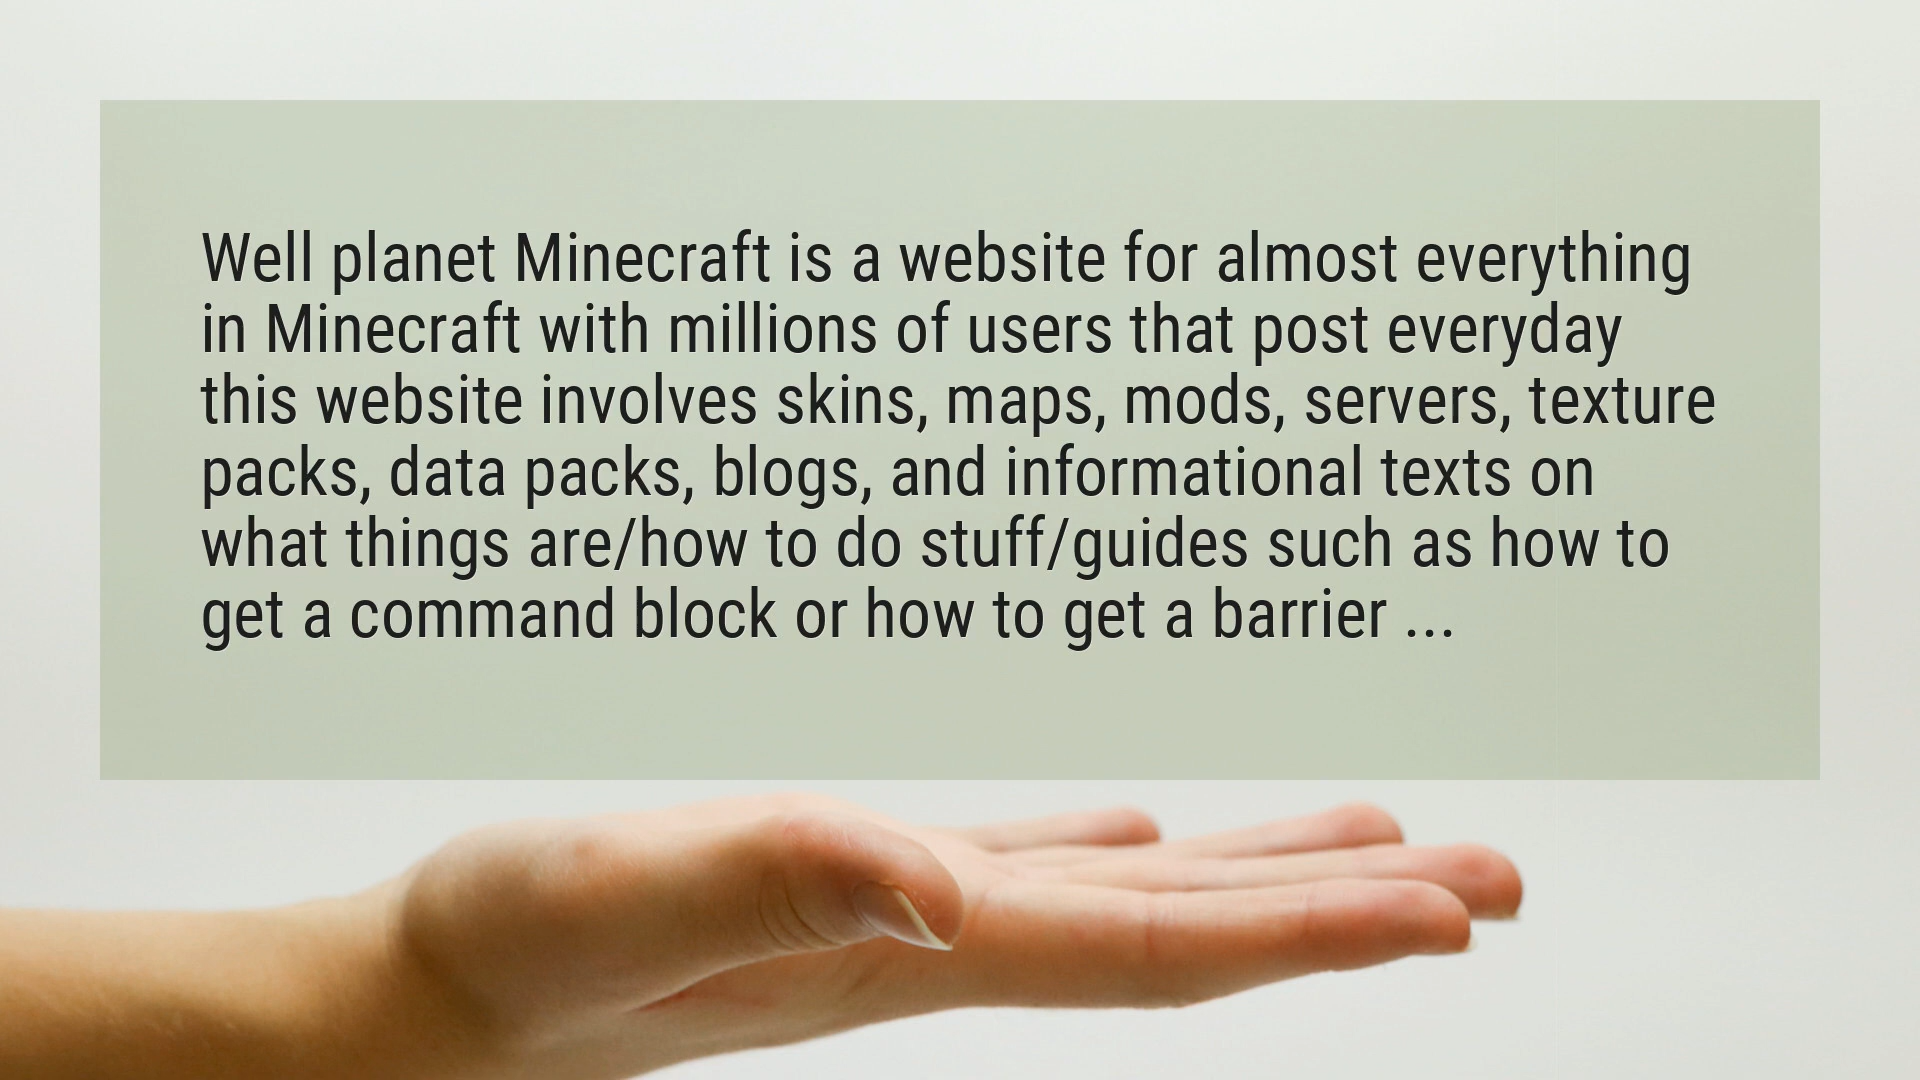 Well planet Minecraft is a website for almost everything
in Minecraft with millions of users that post everyday
this website involves skins, maps, mods, servers, texture
packs, data packs, blogs, and informational texts on
what things are/how to do stuff/guides such as how to
get a command block or how to get a barrier ...